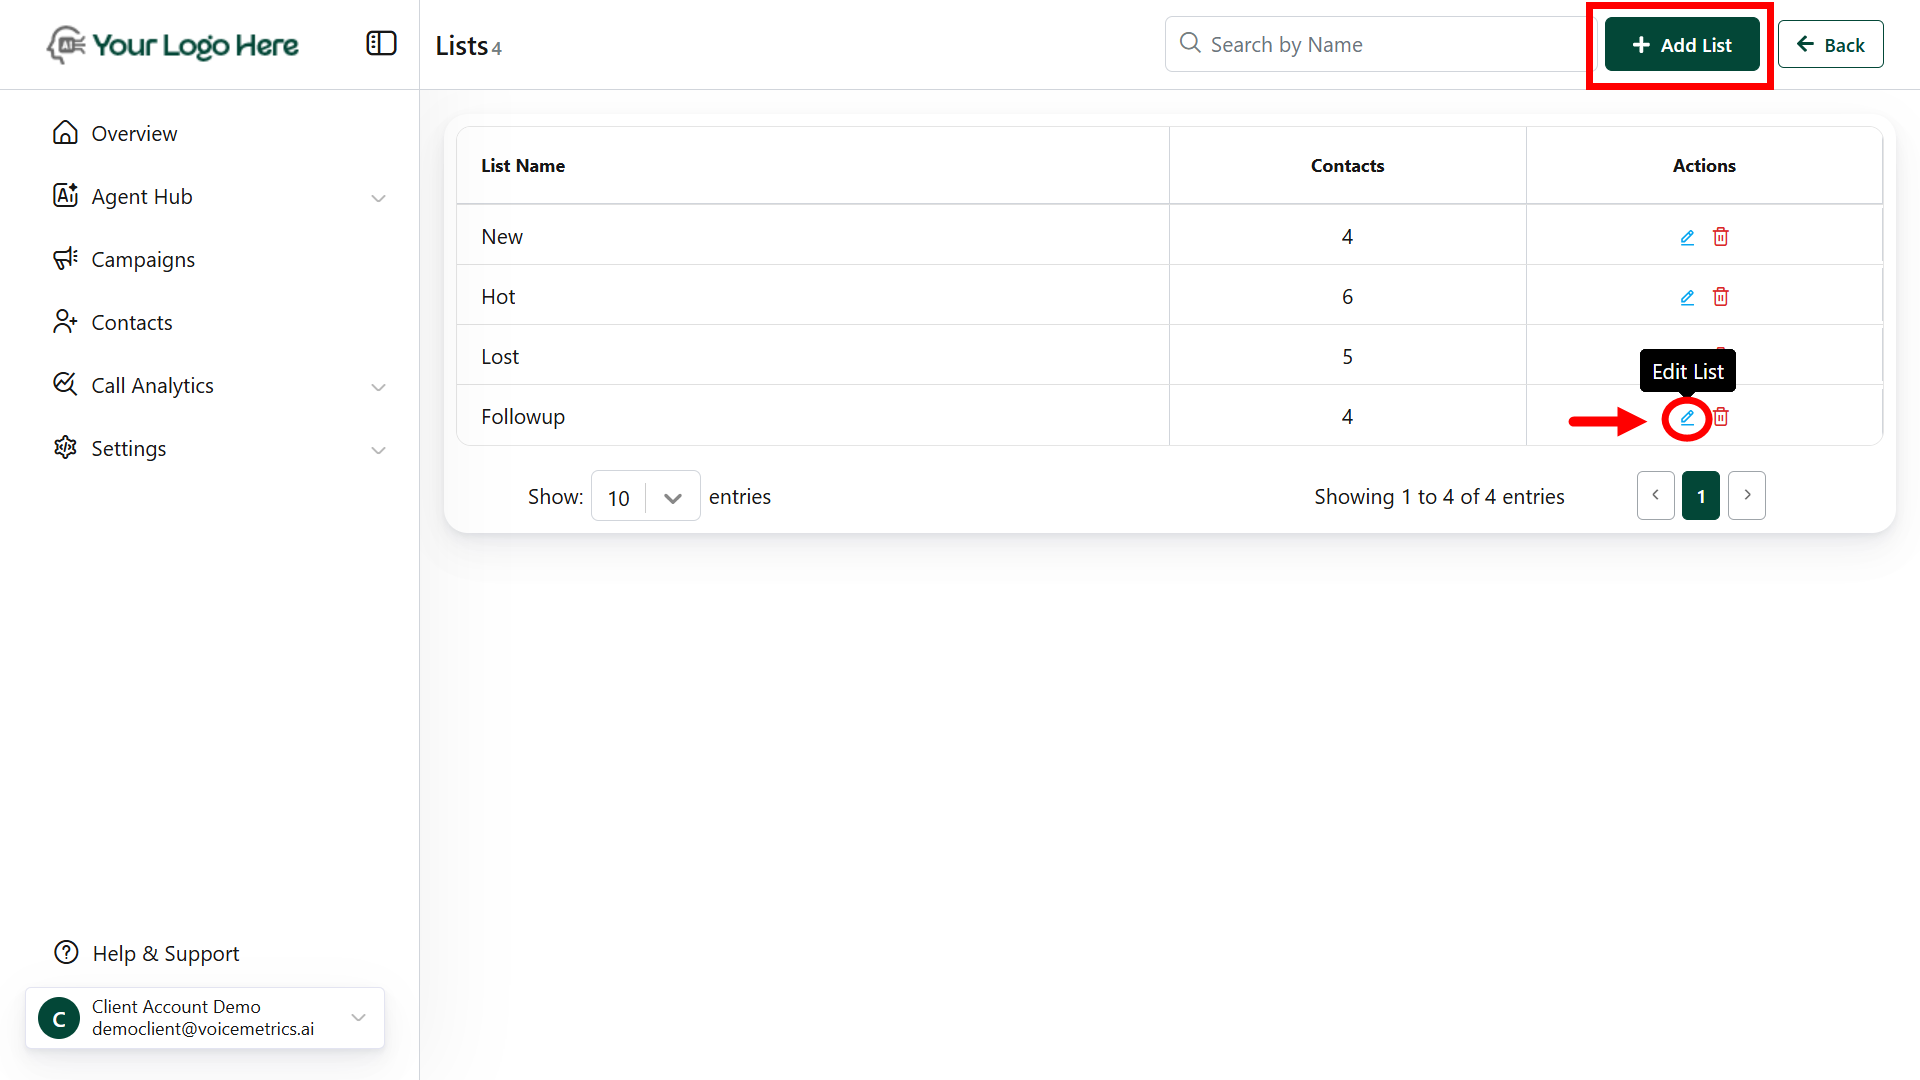 AI Your Logo Here
Lists 4
Search by Name
+ Add List
← Back
Overview
Agent Hub
Campaigns
Contacts
Call Analytics
Settings
List Name Contacts Actions
New 4
Hot 6
Lost 5
Edit List
Followup 4
Show: 10 entries
Showing 1 to 4 of 4 entries
< 1 >
Help & Support
C
Client Account Demo
democlient@voicemetrics.ai